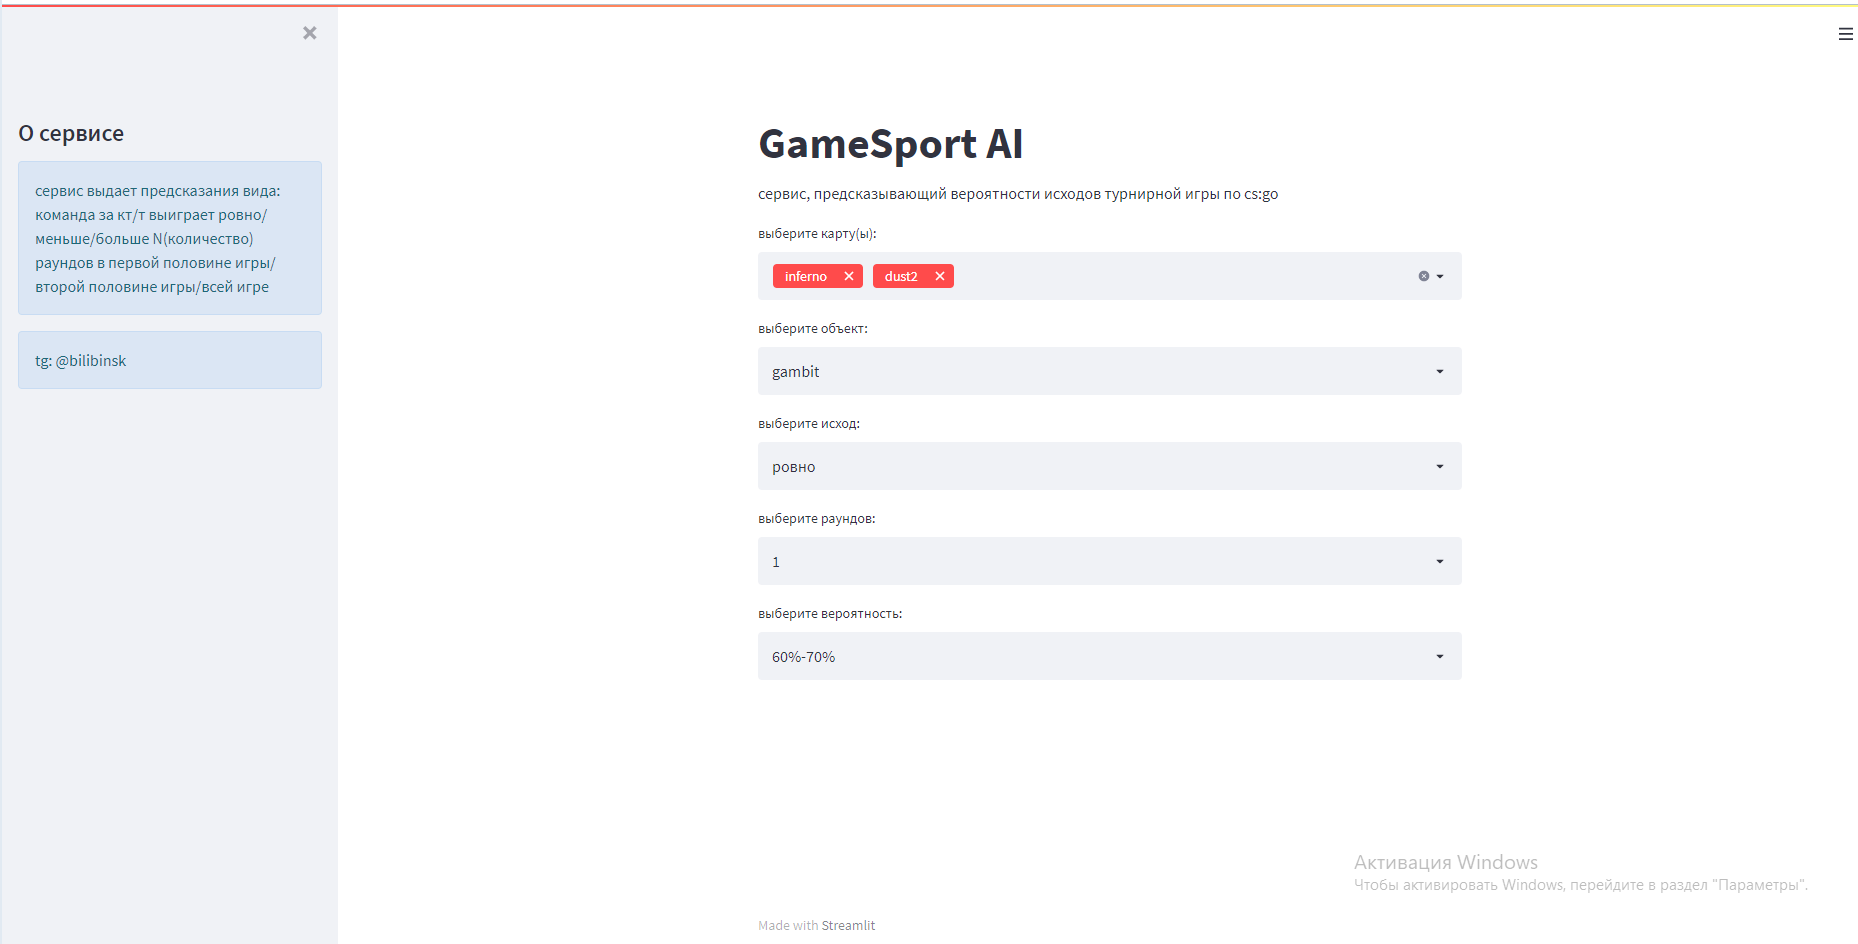 О сервисе
сервис выдает предсказания вида:
команда за кт/т выиграет ровно/
меньше/больше N(количество)
раундов в первой половине игры/
второй половине игры/всей игре
tg: @bilibinsk
GameSport AI
сервис, предсказывающий вероятности исходов турнирной игры по cs:go
выберите карту(ы):
inferno
dust2
выберите объект:
gambit
выберите исход:
ровно
выберите раундов:
1
выберите вероятность:
60%-70%
Активация Windows
Чтобы активировать Windows, перейдите в раздел "Параметры".
Made with Streamlit